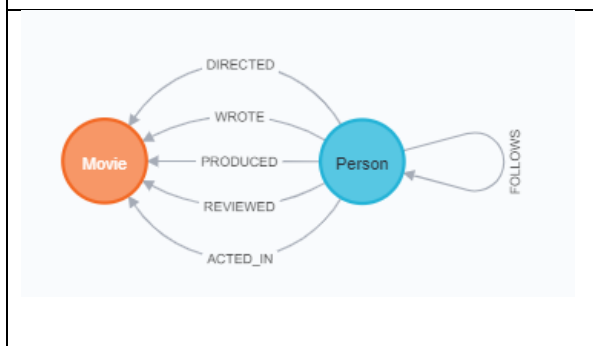 DIRECTED
WROTE
Movie
PRODUCED
Person
FOLLOWS
REVIEWED
ACTED_IN